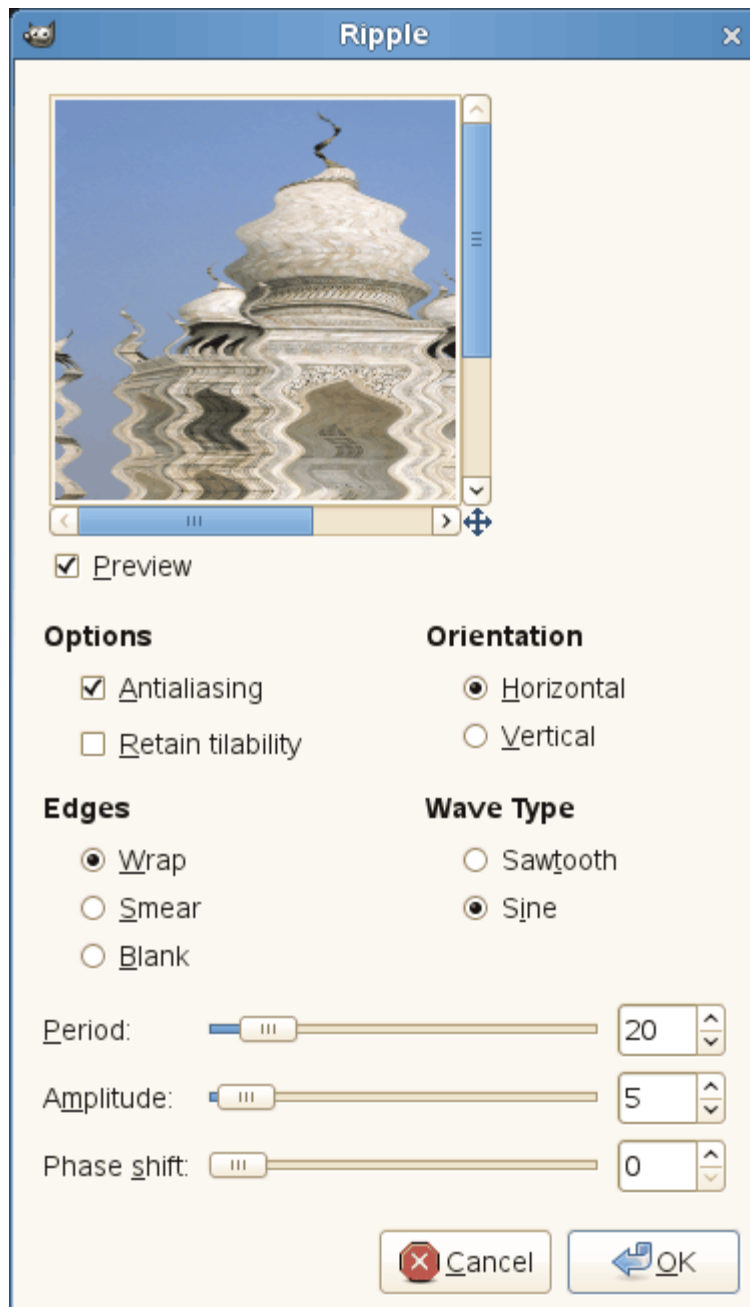 Ripple
Preview
Options
Orientation
Antialiasing
Horizontal
Retain tilability
Vertical
Edges
Wave Type
Wrap
Sawtooth
Smear
Sine
Blank
Period:
20
Amplitude:
5
Phase shift:
0
Cancel
OK